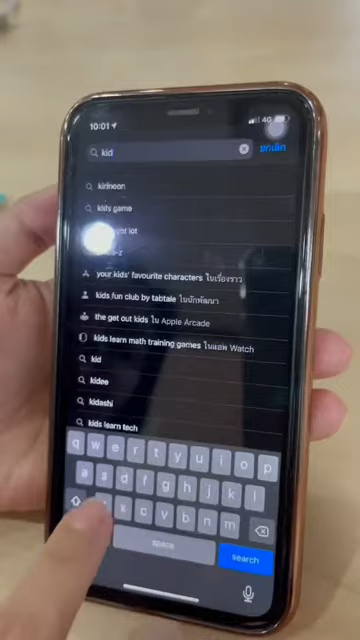 10:01
4G
kid
ยกเลิก
kids game
your kids' favourite characters ในเรื่องราว
kids fun club by tabtale ในนักพัฒนา
the get out kids ใน Apple Arcade
kids learn math training games ในแอพ Watch
kid
kidee
kidashi
kids learn tech
q w e r t y u i o p
a s d f g h j k l
x c v b n m
space
search